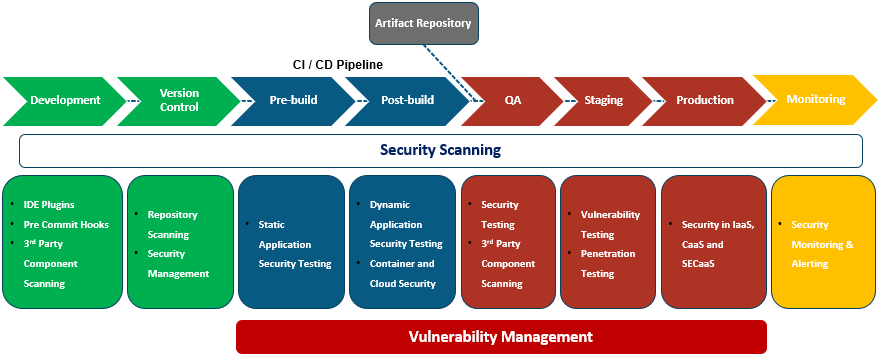 Artifact Repository
CI / CD Pipeline
Development
Version
Control
Pre-build
Post-build
QA
Staging
Production
Monitoring
Security Scanning
• IDE Plugins
• Pre Commit Hooks
• 3rd Party
Component
Scanning
• Repository
Scanning
• Security
Management
• Static
Application
Security Testing
• Dynamic
Application
Security Testing
• Container and
Cloud Security
• Security
Testing
• 3rd Party
Component
Scanning
• Vulnerability
Testing
• Penetration
Testing
• Security in IaaS,
CaaS and
SECaaS
• Security
Monitoring &
Alerting
Vulnerability Management